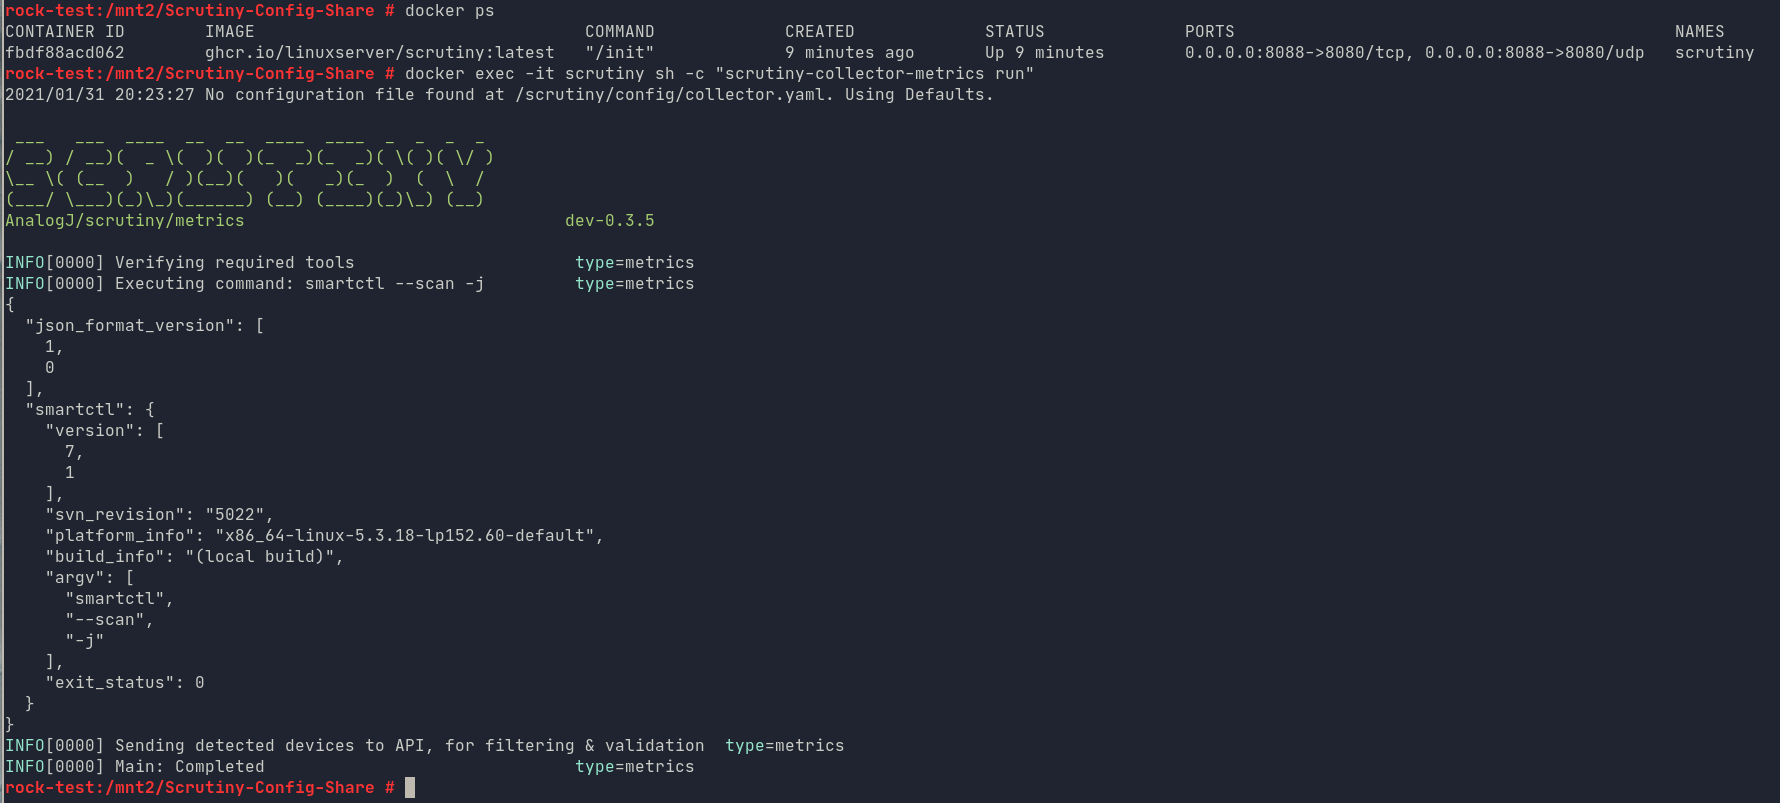 rock-test:/mnt2/Scrutiny-Config-Share # docker ps
CONTAINER ID        IMAGE                                 COMMAND             CREATED             STATUS              PORTS                                            NAMES
fbdf88acd062        ghcr.io/linuxserver/scrutiny:latest   "/init"             9 minutes ago       Up 9 minutes        0.0.0.0:8088->8080/tcp, 0.0.0.0:8088->8080/udp   scrutiny
rock-test:/mnt2/Scrutiny-Config-Share # docker exec -it scrutiny sh -c "scrutiny-collector-metrics run"
2021/01/31 20:23:27 No configuration file found at /scrutiny/config/collector.yaml. Using Defaults.

 ___   ___  ____  __  __  ____  ____  _  _  _  _
/ __) / __)(  _ \(  )(  )(_  _)(_  _)( \( )( \/ )
\__ \( (__  )   / )(__)(   )(   _)(_  )  (  \  /
(___/ \___)(_)\_)(______) (__) (____)(_)\_) (__)
AnalogJ/scrutiny/metrics                                dev-0.3.5

INFO[0000] Verifying required tools                      type=metrics
INFO[0000] Executing command: smartctl --scan -j         type=metrics
{
  "json_format_version": [
    1,
    0
  ],
  "smartctl": {
    "version": [
      7,
      1
    ],
    "svn_revision": "5022",
    "platform_info": "x86_64-linux-5.3.18-lp152.60-default",
    "build_info": "(local build)",
    "argv": [
      "smartctl",
      "--scan",
      "-j"
    ],
    "exit_status": 0
  }
}
INFO[0000] Sending detected devices to API, for filtering & validation  type=metrics
INFO[0000] Main: Completed                               type=metrics
rock-test:/mnt2/Scrutiny-Config-Share #